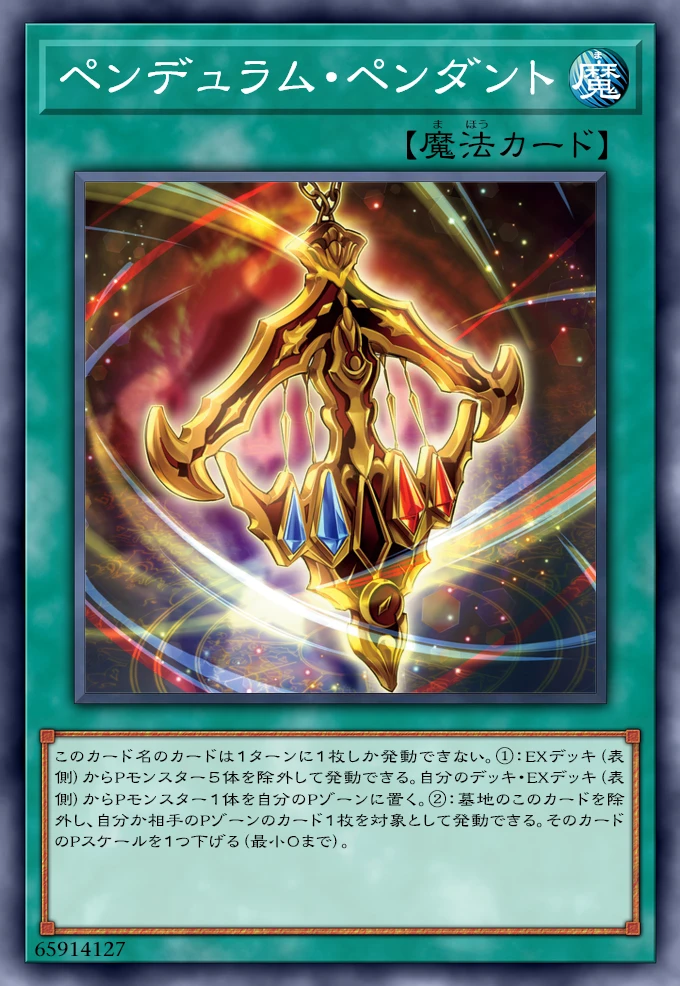 ペンデュラム・ペンダント
魔
ま
ま ほう
【魔法カード】
このカード名のカードは1ターンに1枚しか発動できない。①:EXデッキ(表
側)からPモンスター5体を除外して発動できる。自分のデッキ・EXデッキ(表
側)からPモンスター1体を自分のPゾーンに置く。②:墓地のこのカードを除
外し、自分か相手のPゾーンのカード1枚を対象として発動できる。そのカード
のPスケールを1つ下げる(最小0まで)。
65914127